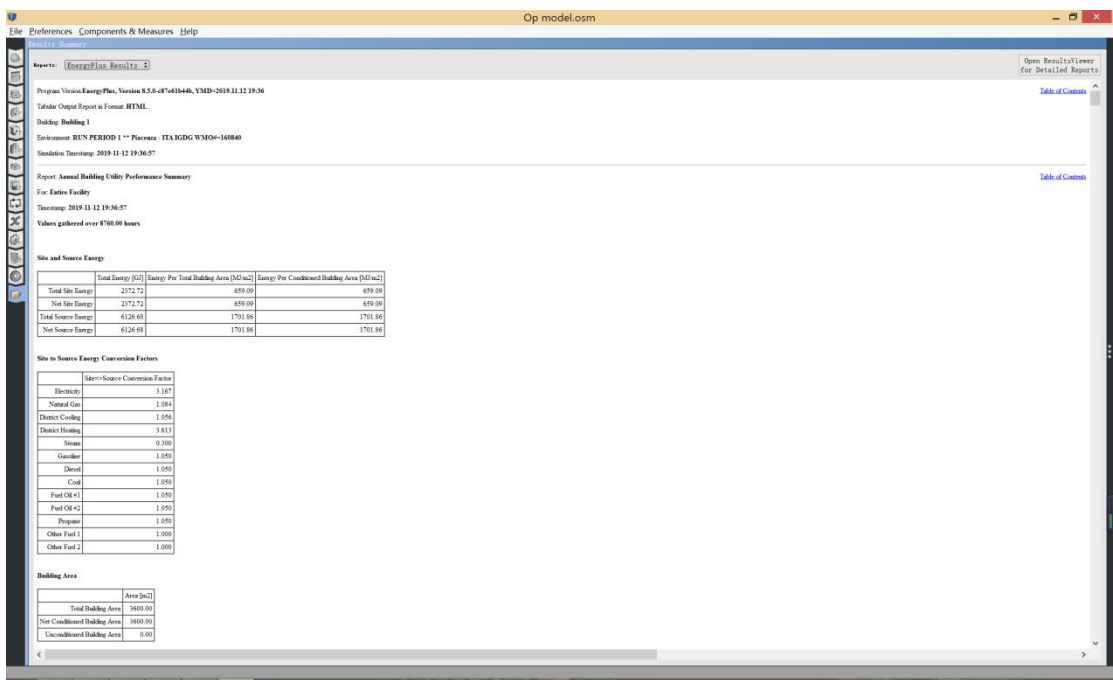 Op model.osm
File Preferences Components & Measures Help
Results Summary
Reports: EnergyPlus Results
Open ResultsViewer
for Detailed Reports
Program Version:EnergyPlus, Version 8.5.0-c87e61b44b, YMD=2019.11.12 19:36
Table of Contents
Tabular Output Report in Format: HTML
Building: Building 1
Environment: RUN PERIOD 1 ** Piacenza - ITA IGDG WMO#=160840
Simulation Timestamp: 2019-11-12 19:36:57
Report: Annual Building Utility Performance Summary
Table of Contents
For: Entire Facility
Timestamp: 2019-11-12 19:36:57
Values gathered over 8760.00 hours
Site and Source Energy
Total Energy [GJ] Energy Per Total Building Area [MJ/m2] Energy Per Conditioned Building Area [MJ/m2]
Total Site Energy 2372.72 659.09 659.09
Net Site Energy 2372.72 659.09 659.09
Total Source Energy 6126.68 1701.86 1701.86
Net Source Energy 6126.68 1701.86 1701.86
Site to Source Energy Conversion Factors
Site=>Source Conversion Factor
Electricity 3.167
Natural Gas 1.084
District Cooling 1.056
District Heating 3.613
Steam 0.300
Gasoline 1.050
Diesel 1.050
Coal 1.050
Fuel Oil #1 1.050
Fuel Oil #2 1.050
Propane 1.050
Other Fuel 1 1.000
Other Fuel 2 1.000
Building Area
Area [m2]
Total Building Area 3600.00
Net Conditioned Building Area 3600.00
Unconditioned Building Area 0.00